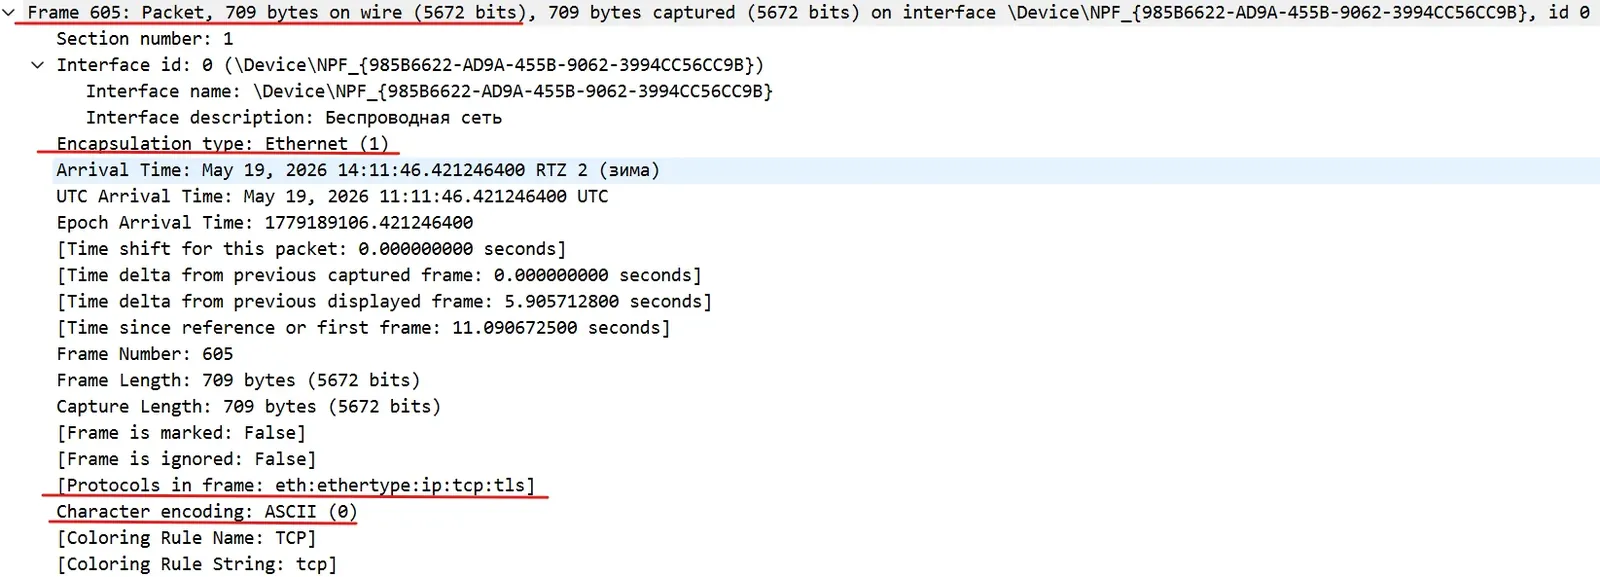 Frame 605: Packet, 709 bytes on wire (5672 bits), 709 bytes captured (5672 bits) on interface \Device\NPF_{985B6622-AD9A-455B-9062-3994CC56CC9B}, id 0
Section number: 1
Interface id: 0 (\Device\NPF_{985B6622-AD9A-455B-9062-3994CC56CC9B})
Interface name: \Device\NPF_{985B6622-AD9A-455B-9062-3994CC56CC9B}
Interface description: Беспроводная сеть
Encapsulation type: Ethernet (1)
Arrival Time: May 19, 2026 14:11:46.421246400 RTZ 2 (зима)
UTC Arrival Time: May 19, 2026 11:11:46.421246400 UTC
Epoch Arrival Time: 1779189106.421246400
[Time shift for this packet: 0.000000000 seconds]
[Time delta from previous captured frame: 0.000000000 seconds]
[Time delta from previous displayed frame: 5.905712800 seconds]
[Time since reference or first frame: 11.090672500 seconds]
Frame Number: 605
Frame Length: 709 bytes (5672 bits)
Capture Length: 709 bytes (5672 bits)
[Frame is marked: False]
[Frame is ignored: False]
[Protocols in frame: eth:ethertype:ip:tcp:tls]
Character encoding: ASCII (0)
[Coloring Rule Name: TCP]
[Coloring Rule String: tcp]